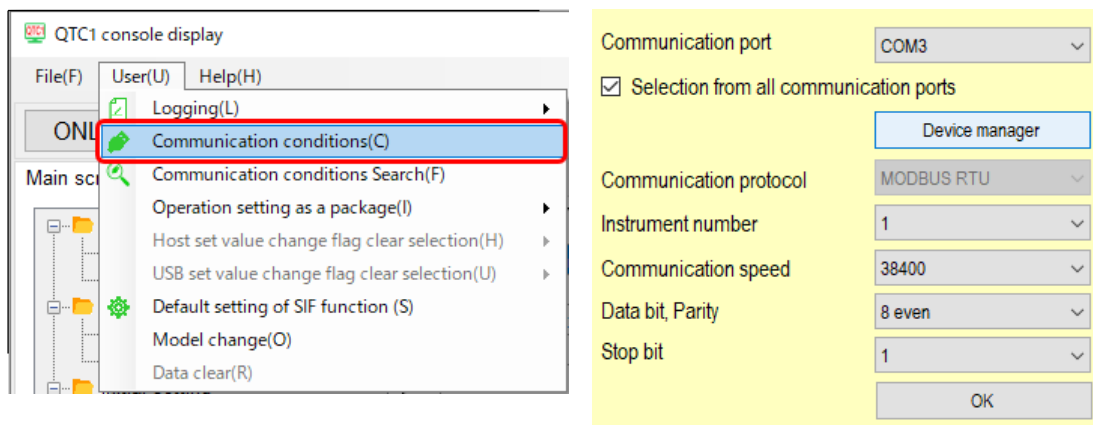 QTC1
QTC1 console display
File(F) User(U) Help(H)
Logging(L)
ONL
Communication conditions(C)
Main scr
Communication conditions Search(F)
Operation setting as a package(I)
Host set value change flag clear selection(H)
USB set value change flag clear selection(U)
Default setting of SIF function (S)
Model change(O)
Data clear(R)
Communication port COM3
Selection from all communication ports
Device manager
Communication protocol MODBUS RTU
Instrument number 1
Communication speed 38400
Data bit, Parity 8 even
Stop bit 1
OK